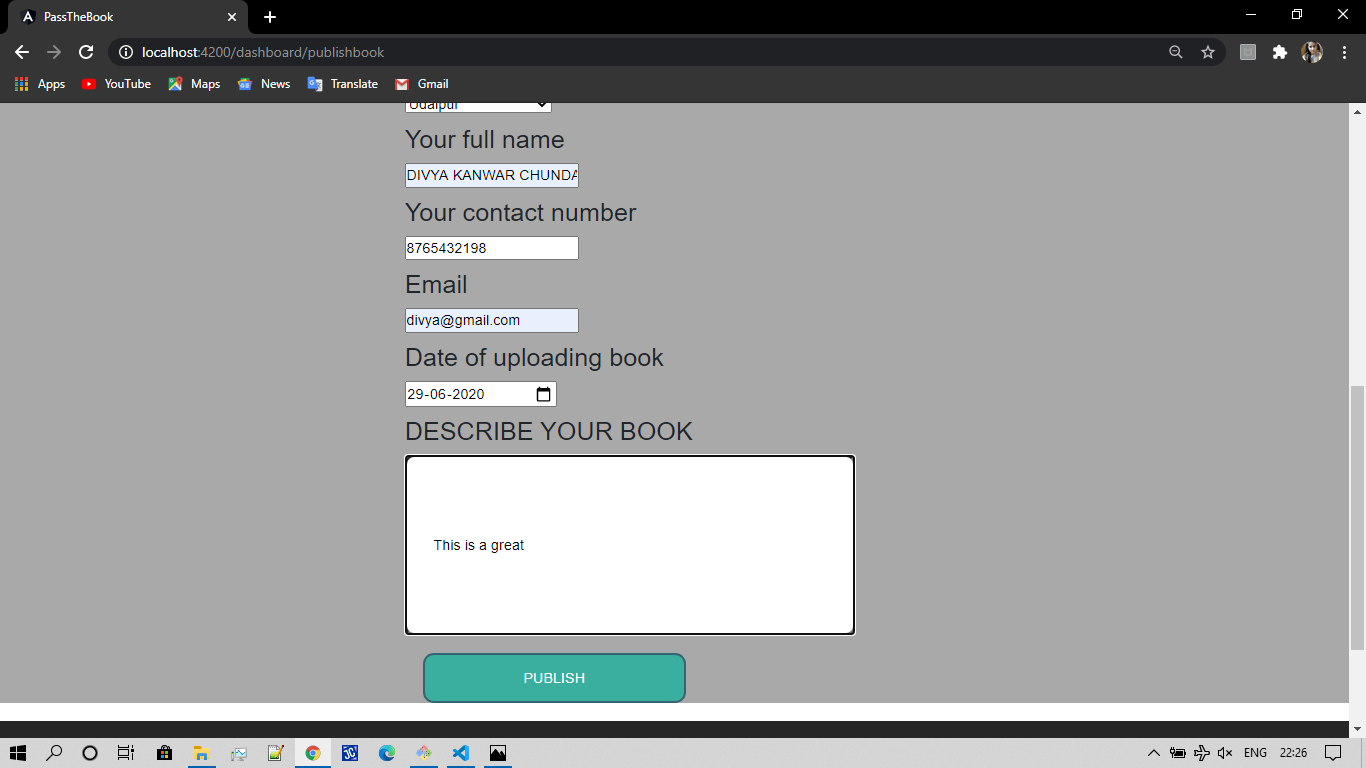 PassTheBook
localhost:4200/dashboard/publishbook
Apps YouTube Maps News Translate Gmail
Udaipur
Your full name
DIVYA KANWAR CHUNDA
Your contact number
8765432198
Email
divya@gmail.com
Date of uploading book
29-06-2020
DESCRIBE YOUR BOOK
This is a great
PUBLISH
ENG 22:26